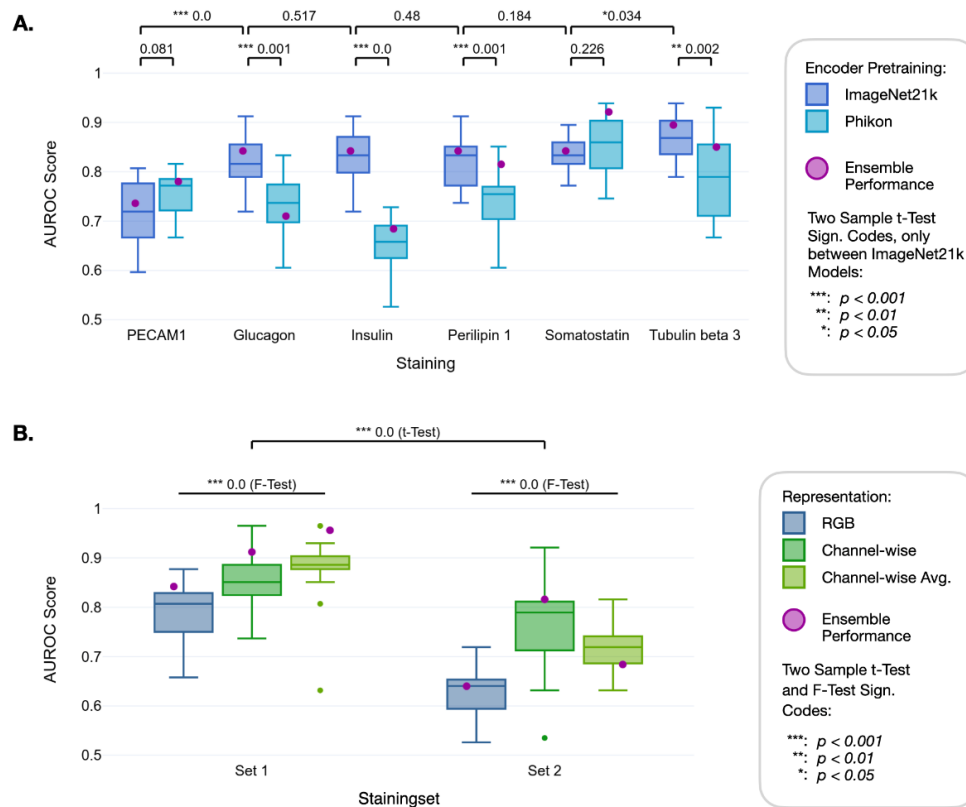 A.
*** 0.0
0.517
0.48
0.184
*0.034
0.081
*** 0.001
*** 0.0
*** 0.001
0.226
** 0.002
1
0.9
0.8
0.7
0.6
0.5
AUROC Score
PECAM1
Glucagon
Insulin
Perilipin 1
Somatostatin
Tubulin beta 3
Staining
Encoder Pretraining:
ImageNet21k
Phikon
Ensemble
Performance
Two Sample t-Test
Sign. Codes, only
between ImageNet21k
Models:
***: p < 0.001
**: p < 0.01
*: p < 0.05
B.
*** 0.0 (t-Test)
*** 0.0 (F-Test)
*** 0.0 (F-Test)
1
0.9
0.8
0.7
0.6
0.5
AUROC Score
Set 1
Set 2
Stainingset
Representation:
RGB
Channel-wise
Channel-wise Avg.
Ensemble
Performance
Two Sample t-Test
and F-Test Sign.
Codes:
***: p < 0.001
**: p < 0.01
*: p < 0.05